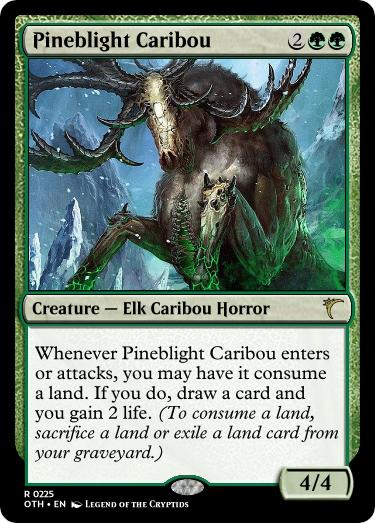 Pineblight Caribou 2
Creature — Elk Caribou Horror
Whenever Pineblight Caribou enters
or attacks, you may have it consume
a land. If you do, draw a card and
you gain 2 life. (To consume a land,
sacrifice a land or exile a land card from
your graveyard.)
4/4
R 0225
OTH • EN Legend of the Cryptids